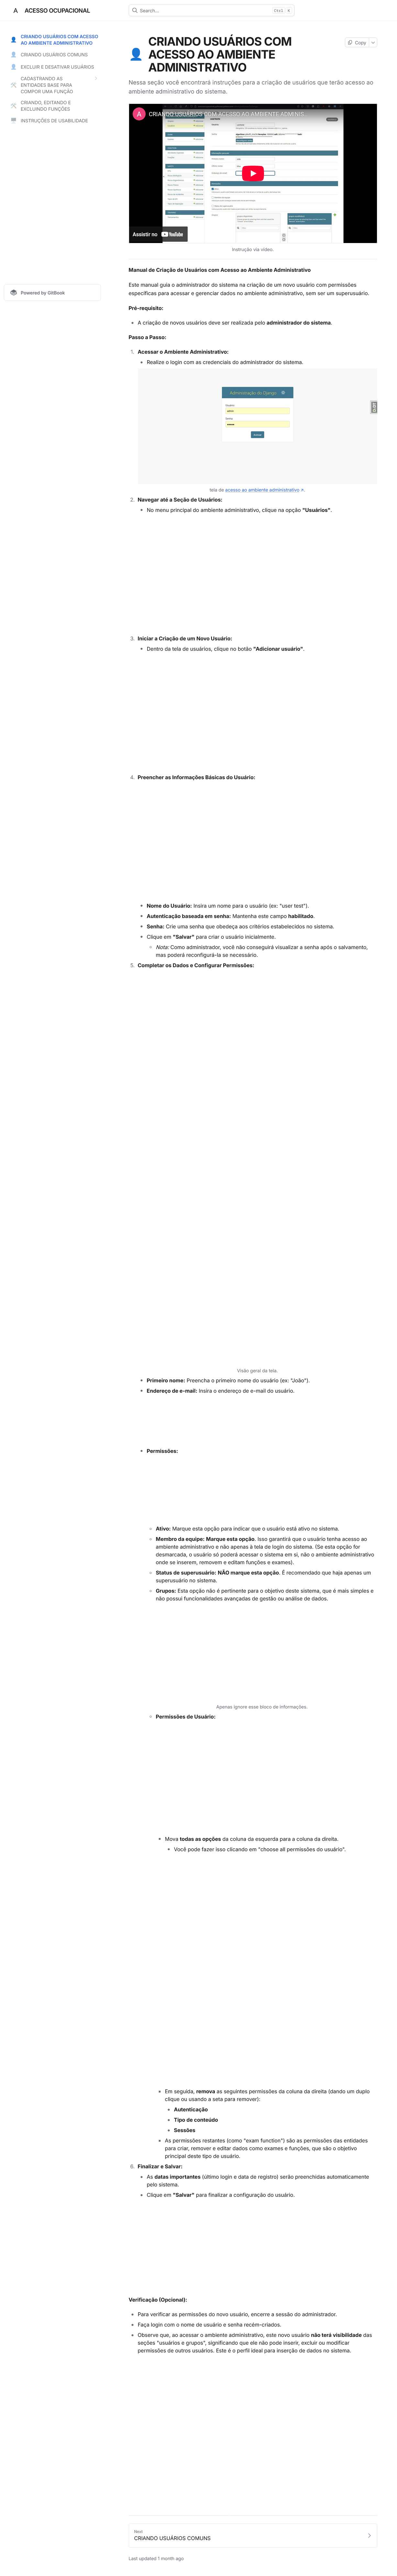 A ACESSO OCUPACIONAL
Search...
Ctrl K
CRIANDO USUÁRIOS COM ACESSO
AO AMBIENTE ADMINISTRATIVO
CRIANDO USUÁRIOS COMUNS
EXCLUIR E DESATIVAR USUÁRIOS
CADASTRANDO AS
ENTIDADES BASE PARA
COMPOR UMA FUNÇÃO
CRIANDO, EDITANDO E
EXCLUINDO FUNÇÕES
INSTRUÇÕES DE USABILIDADE
Powered by GitBook
CRIANDO USUÁRIOS COM
ACESSO AO AMBIENTE
ADMINISTRATIVO
Copy
Nessa seção você encontrará instruções para a criação de usuários que terão acesso ao
ambiente administrativo do sistema.
A
CRIANDO USUÁRIOS COM ACESSO AO AMBIENTE ADMINIS...
Assistir no YouTube
Instrução via vídeo.
Manual de Criação de Usuários com Acesso ao Ambiente Administrativo
Este manual guia o administrador do sistema na criação de um novo usuário com permissões
específicas para acessar e gerenciar dados no ambiente administrativo, sem ser um superusuário.
Pré-requisito:
• A criação de novos usuários deve ser realizada pelo administrador do sistema.
Passo a Passo:
1. Acessar o Ambiente Administrativo:
• Realize o login com as credenciais do administrador do sistema.
Administração do Django
tela de acesso ao ambiente administrativo.
2. Navegar até a Seção de Usuários:
• No menu principal do ambiente administrativo, clique na opção "Usuários".
3. Iniciar a Criação de um Novo Usuário:
• Dentro da tela de usuários, clique no botão "Adicionar usuário".
4. Preencher as Informações Básicas do Usuário:
• Nome do Usuário: Insira um nome para o usuário (ex: "user test").
• Autenticação baseada em senha: Mantenha este campo habilitado.
• Senha: Crie uma senha que obedeça aos critérios estabelecidos no sistema.
• Clique em "Salvar" para criar o usuário inicialmente.
◦ Nota: Como administrador, você não conseguirá visualizar a senha após o salvamento,
mas poderá reconfigurá-la se necessário.
5. Completar os Dados e Configurar Permissões:
Visão geral da tela.
• Primeiro nome: Preencha o primeiro nome do usuário (ex: "João").
• Endereço de e-mail: Insira o endereço de e-mail do usuário.
• Permissões:
◦ Ativo: Marque esta opção para indicar que o usuário está ativo no sistema.
◦ Membro da equipe: Marque esta opção. Isso garantirá que o usuário tenha acesso ao
ambiente administrativo e não apenas à tela de login do sistema. (Se esta opção for
desmarcada, o usuário só poderá acessar o sistema em si, não o ambiente administrativo
onde se inserem, removem e editam funções e exames).
◦ Status de superusuário: NÃO marque esta opção. É recomendado que haja apenas um
superusuário no sistema.
◦ Grupos: Esta opção não é pertinente para o objetivo deste sistema, que é mais simples e
não possui funcionalidades avançadas de gestão ou análise de dados.
Apenas ignore esse bloco de informações.
◦ Permissões de Usuário:
• Mova todas as opções da coluna da esquerda para a coluna da direita.
• Você pode fazer isso clicando em "choose all permissões do usuário".
• Em seguida, remova as seguintes permissões da coluna da direita (dando um duplo
clique ou usando a seta para remover):
• Autenticação
• Tipo de conteúdo
• Sessões
• As permissões restantes (como "exam function") são as permissões das entidades
para criar, remover e editar dados como exames e funções, que são o objetivo
principal deste tipo de usuário.
6. Finalizar e Salvar:
• As datas importantes (último login e data de registro) serão preenchidas automaticamente
pelo sistema.
• Clique em "Salvar" para finalizar a configuração do usuário.
Verificação (Opcional):
• Para verificar as permissões do novo usuário, encerre a sessão do administrador.
• Faça login com o nome de usuário e senha recém-criados.
• Observe que, ao acessar o ambiente administrativo, este novo usuário não terá visibilidade das
seções "usuários e grupos", significando que ele não pode inserir, excluir ou modificar
permissões de outros usuários. Este é o perfil ideal para inserção de dados no sistema.
Next
CRIANDO USUÁRIOS COMUNS
Last updated 1 month ago